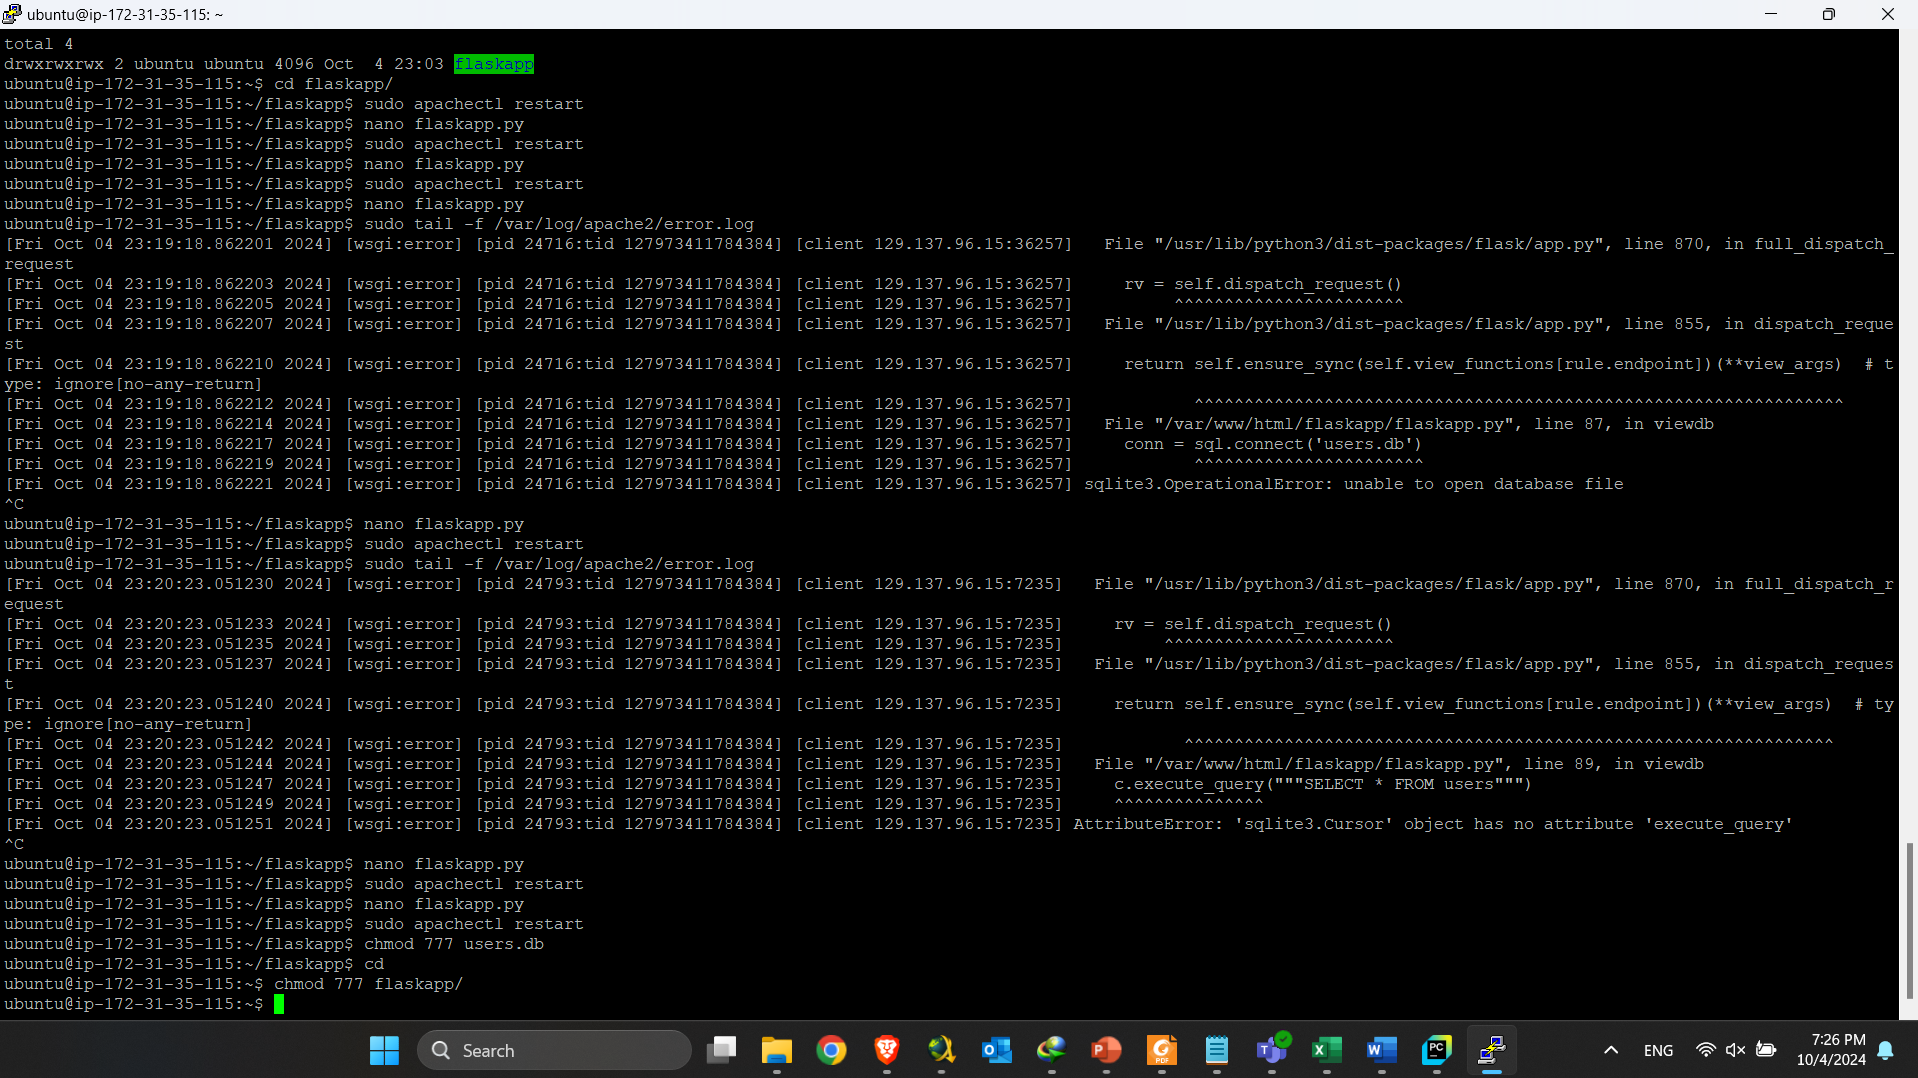 ubuntu@ip-172-31-35-115: ~
total 4
drwxrwxrwx 2 ubuntu ubuntu 4096 Oct  4 23:03 flaskapp
ubuntu@ip-172-31-35-115:~$ cd flaskapp/
ubuntu@ip-172-31-35-115:~/flaskapp$ sudo apachectl restart
ubuntu@ip-172-31-35-115:~/flaskapp$ nano flaskapp.py
ubuntu@ip-172-31-35-115:~/flaskapp$ sudo apachectl restart
ubuntu@ip-172-31-35-115:~/flaskapp$ nano flaskapp.py
ubuntu@ip-172-31-35-115:~/flaskapp$ sudo apachectl restart
ubuntu@ip-172-31-35-115:~/flaskapp$ nano flaskapp.py
ubuntu@ip-172-31-35-115:~/flaskapp$ sudo tail -f /var/log/apache2/error.log
[Fri Oct 04 23:19:18.862201 2024] [wsgi:error] [pid 24716:tid 127973411784384] [client 129.137.96.15:36257]   File "/usr/lib/python3/dist-packages/flask/app.py", line 870, in full_dispatch_
request
[Fri Oct 04 23:19:18.862203 2024] [wsgi:error] [pid 24716:tid 127973411784384] [client 129.137.96.15:36257]     rv = self.dispatch_request()
[Fri Oct 04 23:19:18.862205 2024] [wsgi:error] [pid 24716:tid 127973411784384] [client 129.137.96.15:36257]          ^^^^^^^^^^^^^^^^^^^^^^^
[Fri Oct 04 23:19:18.862207 2024] [wsgi:error] [pid 24716:tid 127973411784384] [client 129.137.96.15:36257]   File "/usr/lib/python3/dist-packages/flask/app.py", line 855, in dispatch_reque
st
[Fri Oct 04 23:19:18.862210 2024] [wsgi:error] [pid 24716:tid 127973411784384] [client 129.137.96.15:36257]     return self.ensure_sync(self.view_functions[rule.endpoint])(**view_args)  # t
ype: ignore[no-any-return]
[Fri Oct 04 23:19:18.862212 2024] [wsgi:error] [pid 24716:tid 127973411784384] [client 129.137.96.15:36257]            ^^^^^^^^^^^^^^^^^^^^^^^^^^^^^^^^^^^^^^^^^^^^^^^^^^^^^^^^^^^^^^^^^
[Fri Oct 04 23:19:18.862214 2024] [wsgi:error] [pid 24716:tid 127973411784384] [client 129.137.96.15:36257]   File "/var/www/html/flaskapp/flaskapp.py", line 87, in viewdb
[Fri Oct 04 23:19:18.862217 2024] [wsgi:error] [pid 24716:tid 127973411784384] [client 129.137.96.15:36257]     conn = sql.connect('users.db')
[Fri Oct 04 23:19:18.862219 2024] [wsgi:error] [pid 24716:tid 127973411784384] [client 129.137.96.15:36257]            ^^^^^^^^^^^^^^^^^^^^^^^
[Fri Oct 04 23:19:18.862221 2024] [wsgi:error] [pid 24716:tid 127973411784384] [client 129.137.96.15:36257] sqlite3.OperationalError: unable to open database file
^C
ubuntu@ip-172-31-35-115:~/flaskapp$ nano flaskapp.py
ubuntu@ip-172-31-35-115:~/flaskapp$ sudo apachectl restart
ubuntu@ip-172-31-35-115:~/flaskapp$ sudo tail -f /var/log/apache2/error.log
[Fri Oct 04 23:20:23.051230 2024] [wsgi:error] [pid 24793:tid 127973411784384] [client 129.137.96.15:7235]   File "/usr/lib/python3/dist-packages/flask/app.py", line 870, in full_dispatch_r
equest
[Fri Oct 04 23:20:23.051233 2024] [wsgi:error] [pid 24793:tid 127973411784384] [client 129.137.96.15:7235]     rv = self.dispatch_request()
[Fri Oct 04 23:20:23.051235 2024] [wsgi:error] [pid 24793:tid 127973411784384] [client 129.137.96.15:7235]          ^^^^^^^^^^^^^^^^^^^^^^^
[Fri Oct 04 23:20:23.051237 2024] [wsgi:error] [pid 24793:tid 127973411784384] [client 129.137.96.15:7235]   File "/usr/lib/python3/dist-packages/flask/app.py", line 855, in dispatch_reques
t
[Fri Oct 04 23:20:23.051240 2024] [wsgi:error] [pid 24793:tid 127973411784384] [client 129.137.96.15:7235]     return self.ensure_sync(self.view_functions[rule.endpoint])(**view_args)  # ty
pe: ignore[no-any-return]
[Fri Oct 04 23:20:23.051242 2024] [wsgi:error] [pid 24793:tid 127973411784384] [client 129.137.96.15:7235]            ^^^^^^^^^^^^^^^^^^^^^^^^^^^^^^^^^^^^^^^^^^^^^^^^^^^^^^^^^^^^^^^^^
[Fri Oct 04 23:20:23.051244 2024] [wsgi:error] [pid 24793:tid 127973411784384] [client 129.137.96.15:7235]   File "/var/www/html/flaskapp/flaskapp.py", line 89, in viewdb
[Fri Oct 04 23:20:23.051247 2024] [wsgi:error] [pid 24793:tid 127973411784384] [client 129.137.96.15:7235]     c.execute_query("""SELECT * FROM users""")
[Fri Oct 04 23:20:23.051249 2024] [wsgi:error] [pid 24793:tid 127973411784384] [client 129.137.96.15:7235]     ^^^^^^^^^^^^^^^
[Fri Oct 04 23:20:23.051251 2024] [wsgi:error] [pid 24793:tid 127973411784384] [client 129.137.96.15:7235] AttributeError: 'sqlite3.Cursor' object has no attribute 'execute_query'
^C
ubuntu@ip-172-31-35-115:~/flaskapp$ nano flaskapp.py
ubuntu@ip-172-31-35-115:~/flaskapp$ sudo apachectl restart
ubuntu@ip-172-31-35-115:~/flaskapp$ nano flaskapp.py
ubuntu@ip-172-31-35-115:~/flaskapp$ sudo apachectl restart
ubuntu@ip-172-31-35-115:~/flaskapp$ chmod 777 users.db
ubuntu@ip-172-31-35-115:~/flaskapp$ cd
ubuntu@ip-172-31-35-115:~$ chmod 777 flaskapp/
ubuntu@ip-172-31-35-115:~$
Search
ENG
7:26 PM
10/4/2024